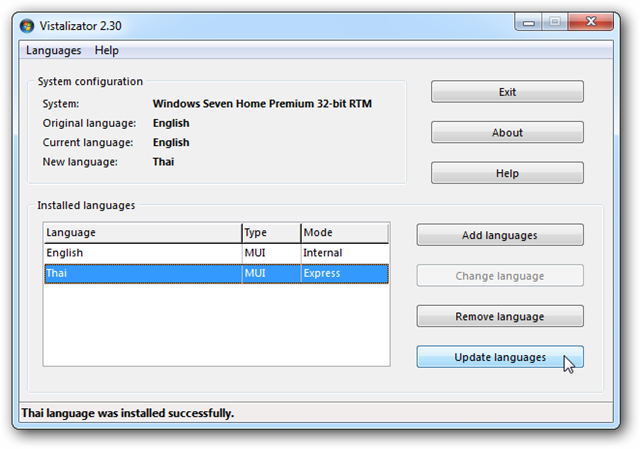 Vistalizator 2.30
Languages Help
System configuration
System: Windows Seven Home Premium 32-bit RTM
Original language: English
Current language: English
New language: Thai
Exit
About
Help
Installed languages
Language Type Mode
English MUI Internal
Thai MUI Express
Add languages
Change language
Remove language
Update languages
Thai language was installed successfully.